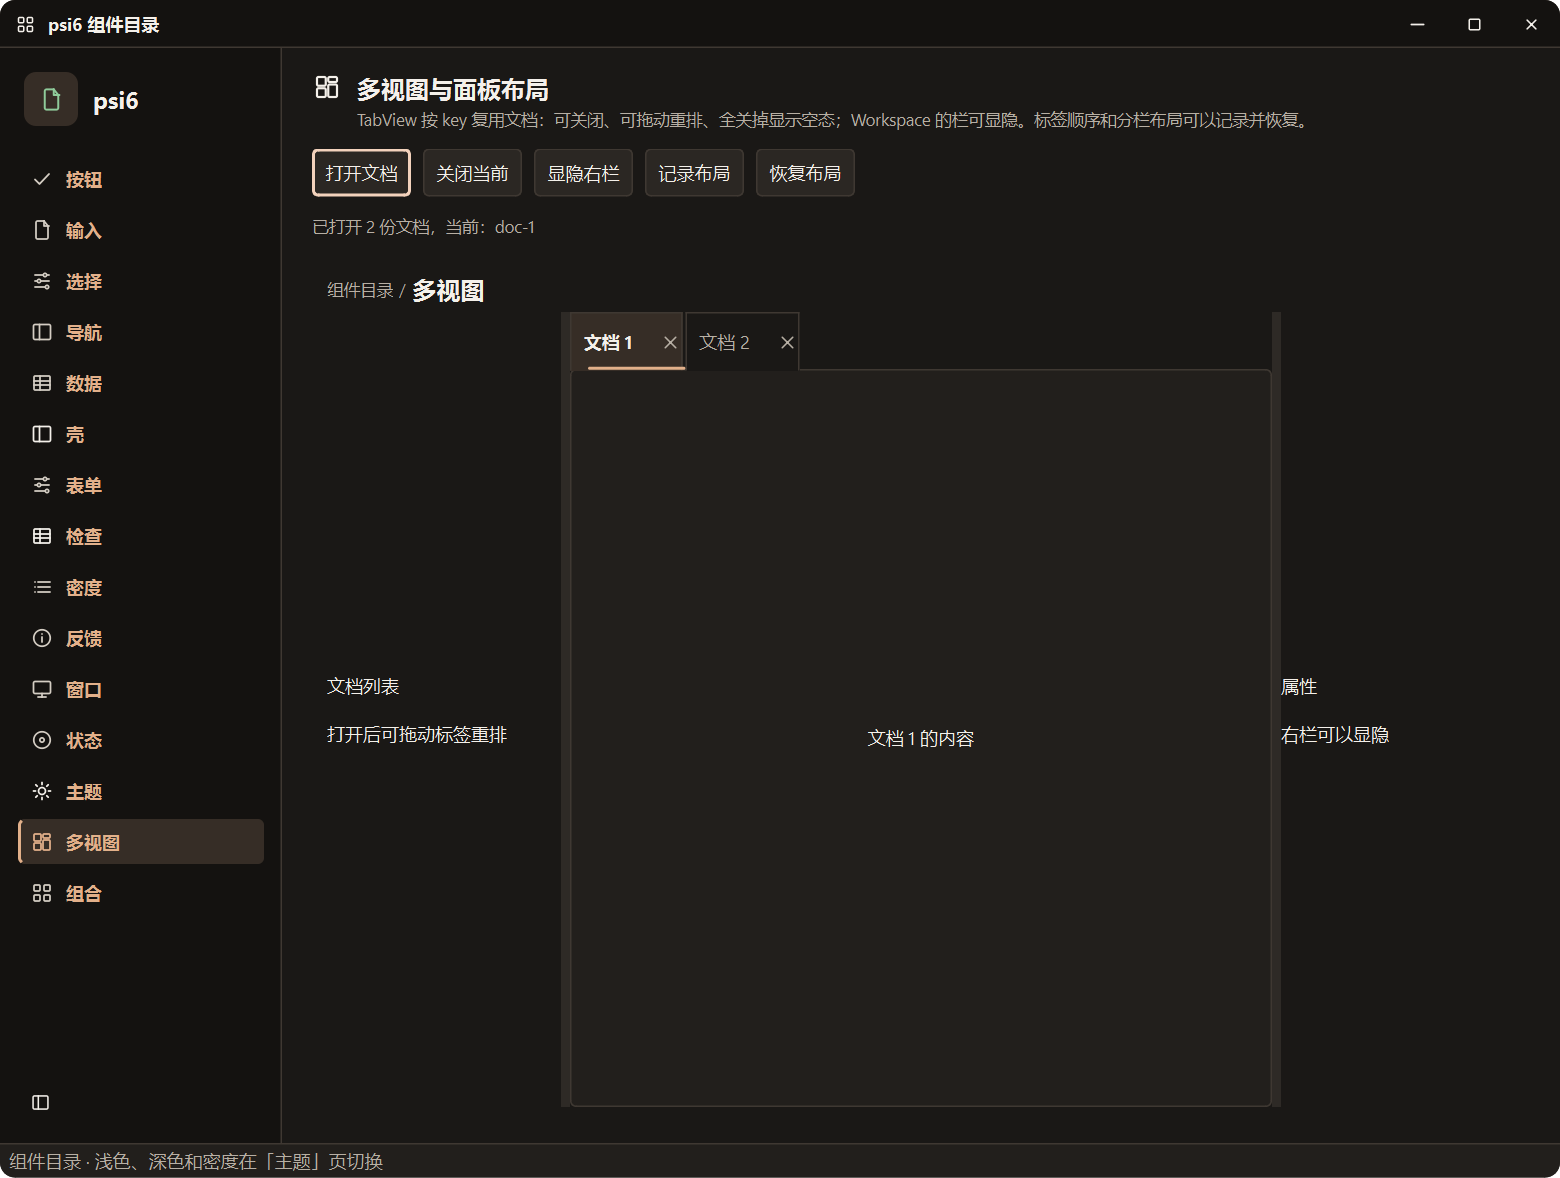 psi6 组件目录
psi6
按钮
输入
选择
导航
数据
壳
表单
检查
密度
反馈
窗口
状态
主题
多视图
组合
多视图与面板布局
TabView 按 key 复用文档：可关闭、可拖动重排、全关掉显示空态；Workspace 的栏可显隐。标签顺序和分栏布局可以记录并恢复。
打开文档 关闭当前 显隐右栏 记录布局 恢复布局
已打开 2 份文档，当前：doc-1
组件目录 / 多视图
文档 1 文档 2
文档列表
打开后可拖动标签重排
文档 1 的内容
属性
右栏可以显隐
组件目录 · 浅色、深色和密度在「主题」页切换